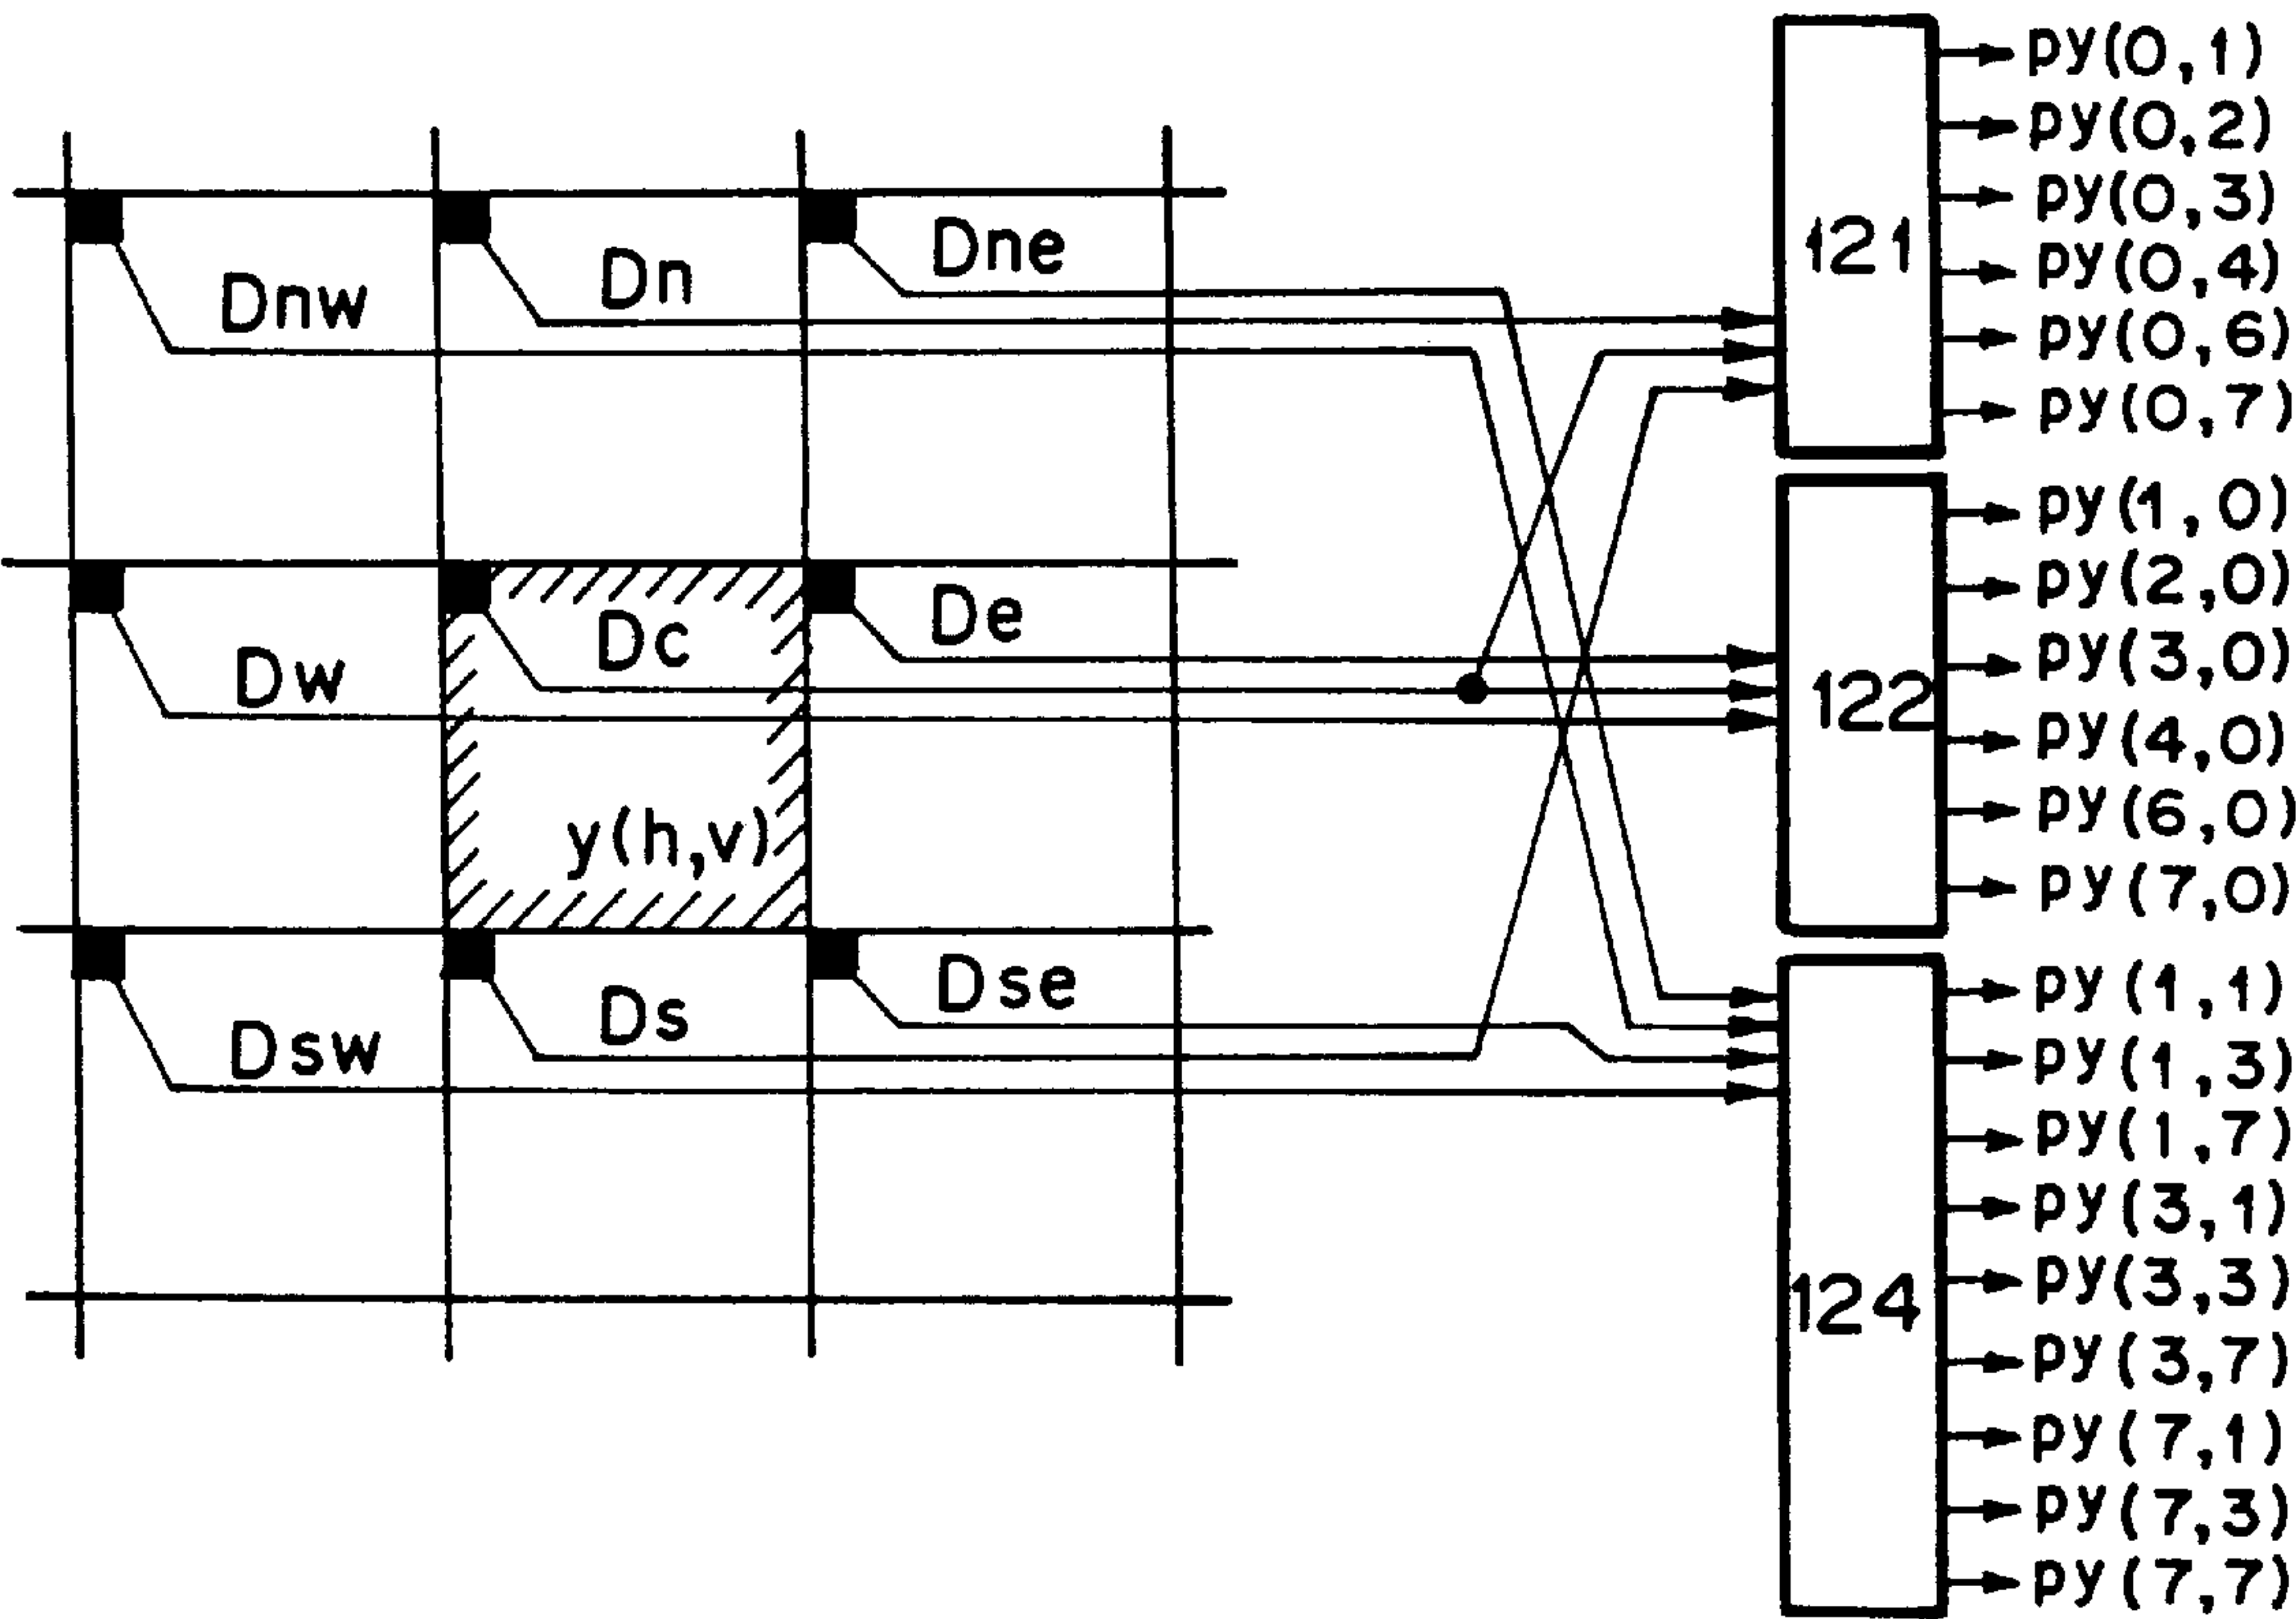 Dnw
Dn
Dne
Dw
Dc
De
y(h,v)
Dsw
Ds
Dse
121
py(0,1)
py(0,2)
py(0,3)
py(0,4)
py(0,6)
py(0,7)
122
py(1,0)
py(2,0)
py(3,0)
py(4,0)
py(6,0)
py(7,0)
124
py(1,1)
py(1,3)
py(1,7)
py(3,1)
py(3,3)
py(3,7)
py(7,1)
py(7,3)
py(7,7)